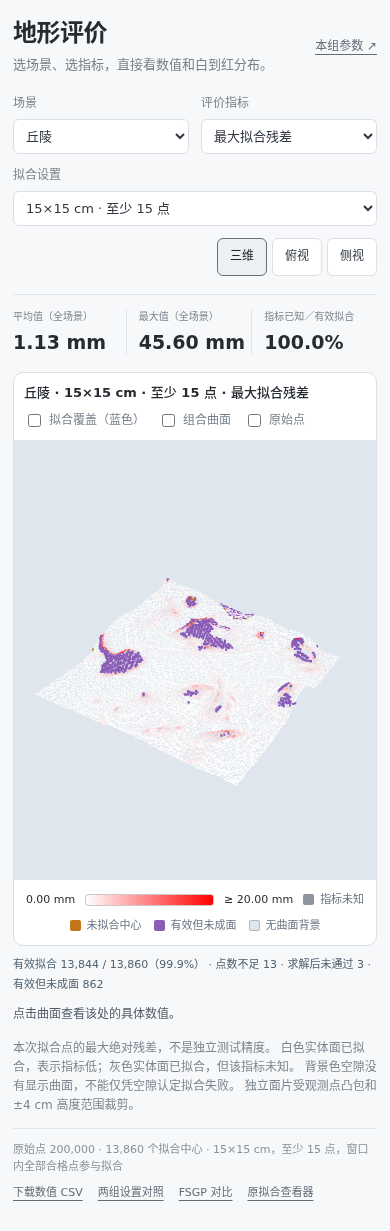 地形评价
本组参数 ↗
选场景、选指标，直接看数值和白到红分布。
场景
评价指标
丘陵
最大拟合残差
拟合设置
15×15 cm · 至少 15 点
三维
俯视
侧视
平均值（全场景）
最大值（全场景）
指标已知／有效拟合
1.13 mm
45.60 mm
100.0%
丘陵 · 15×15 cm · 至少 15 点 · 最大拟合残差
拟合覆盖（蓝色）
组合曲面
原始点
0.00 mm
≥ 20.00 mm
指标未知
未拟合中心
有效但未成面
无曲面背景
有效拟合 13,844 / 13,860（99.9%） · 点数不足 13 · 求解后未通过 3 ·
有效但未成面 862
点击曲面查看该处的具体数值。
本次拟合点的最大绝对残差，不是独立测试精度。 白色实体面已拟
合，表示指标低；灰色实体面已拟合，但该指标未知。 背景色空隙没
有显示曲面，不能仅凭空隙认定拟合失败。 独立面片受观测点凸包和
±4 cm 高度范围裁剪。
原始点 200,000 · 13,860 个拟合中心 · 15×15 cm，至少 15 点，窗口
内全部合格点参与拟合
下载数值 CSV
两组设置对照
FSGP 对比
原拟合查看器